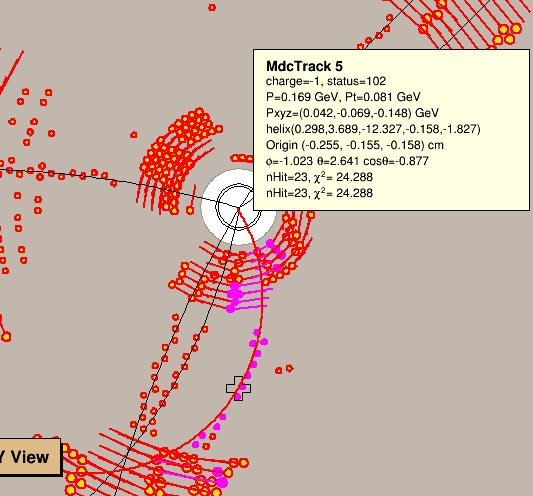 MdcTrack 5
charge=-1, status=102
P=0.169 GeV, Pt=0.081 GeV
Pxyz=(0.042,-0.069,-0.148) GeV
helix(0.298,3.689,-12.327,-0.158,-1.827)
Origin (-0.255, -0.155, -0.158) cm
ϕ=-1.023 θ=2.641 cosθ=-0.877
nHit=23, χ²= 24.288
nHit=23, χ²= 24.288
Y View